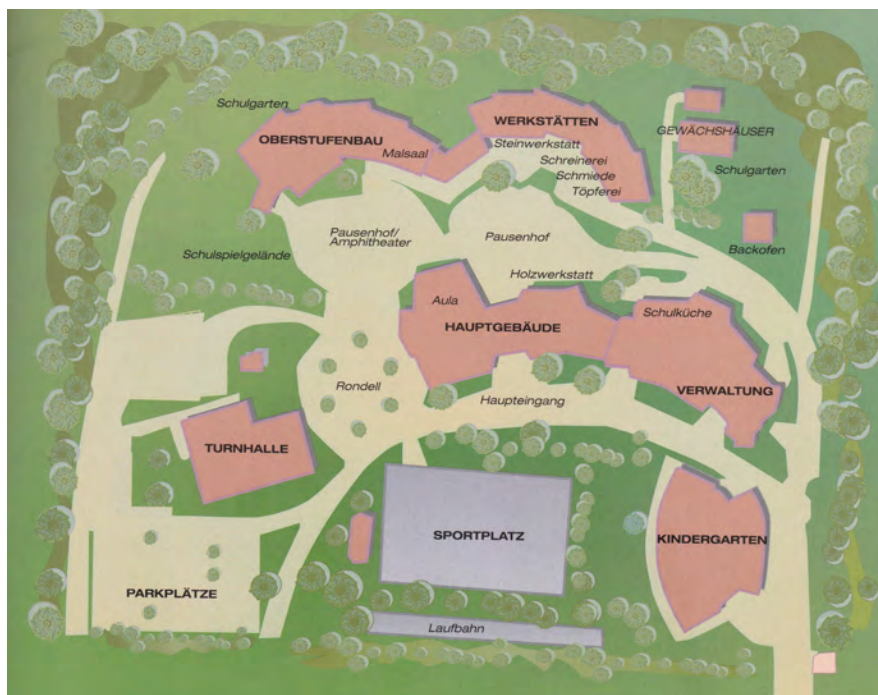 Schulgarten
WERKSTÄTTEN
OBERSTUFENBAU
GEWÄCHSHÄUSER
Malsaal
Steinwerkstatt
Schreinerei
Schmiede
Töpferei
Schulgarten
Pausenhof/
Amphitheater
Pausenhof
Schulspielgelände
Backofen
Holzwerkstatt
Aula
Schulküche
HAUPTGEBÄUDE
Rondell
Haupteingang
VERWALTUNG
TURNHALLE
SPORTPLATZ
KINDERGARTEN
PARKPLÄTZE
Laufbahn